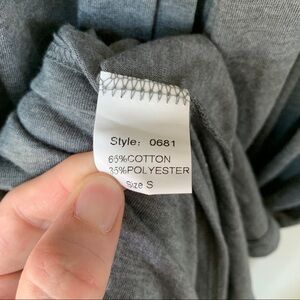 Style: 0681
65%COTTON
35%POLYESTER
Size S